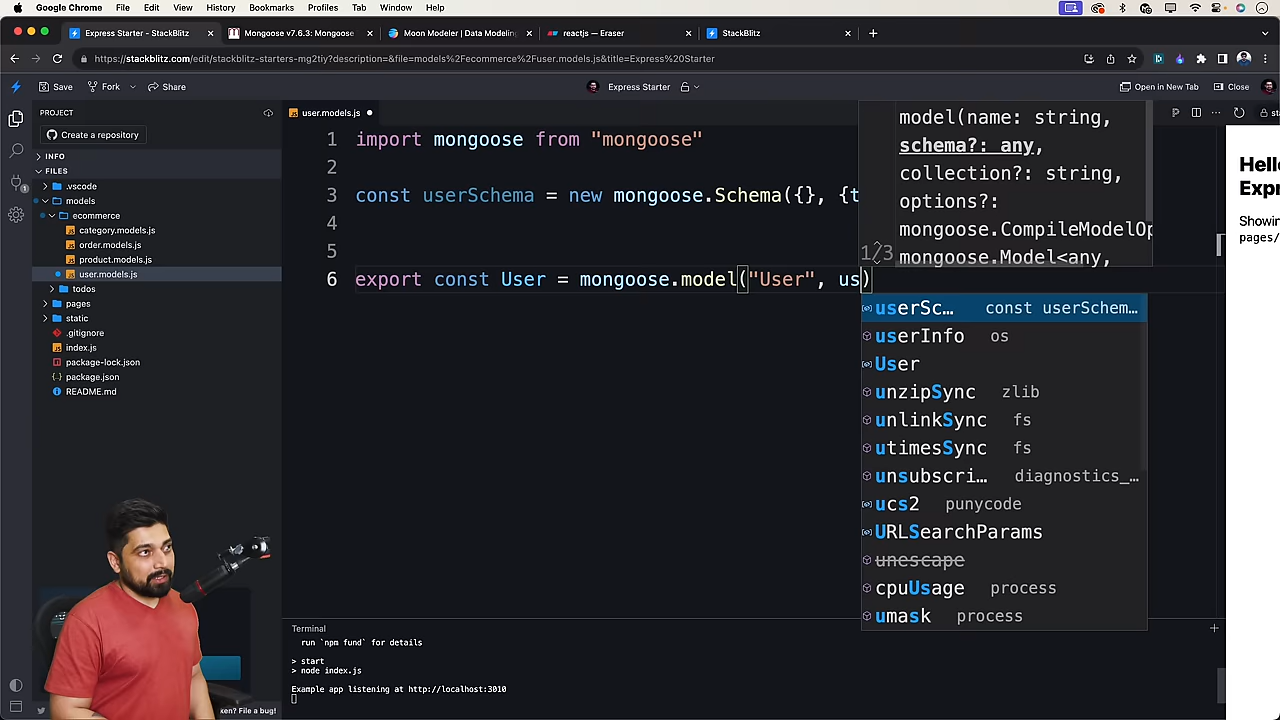 Google Chrome File Edit View History Bookmarks Profiles Tab Window Help
Express Starter - StackBlitz × Mongoose v7.6.3: Mongoose × Moon Modeler | Data Modeling × reactjs — Eraser × StackBlitz × +
https://stackblitz.com/edit/stackblitz-starters-mg2tiy?description=&file=models%2Fecommerce%2Fuser.models.js&title=Express%20Starter
Save Fork Share Express Starter Open in New Tab Close
PROJECT
Create a repository
INFO
FILES
.vscode
models
ecommerce
category.models.js
order.models.js
product.models.js
user.models.js
todos
pages
static
.gitignore
index.js
package-lock.json
{ } package.json
README.md
user.models.js
1 import mongoose from "mongoose"
2
3 const userSchema = new mongoose.Schema({}, {t
4
5
6 export const User = mongoose.model("User", us)
model(name: string,
schema?: any,
collection?: string,
options?:
mongoose.CompileModelOp
1/3 mongoose.Model<any,
userSc… const userSchem…
userInfo os
User
unzipSync zlib
unlinkSync fs
utimesSync fs
unsubscri… diagnostics_…
ucs2 punycode
URLSearchParams
unescape
cpuUsage process
umask process
Hello
Expr
Showin
pages/
Terminal
run `npm fund` for details
> start
> node index.js
Example app listening at http://localhost:3010
ken? File a bug!